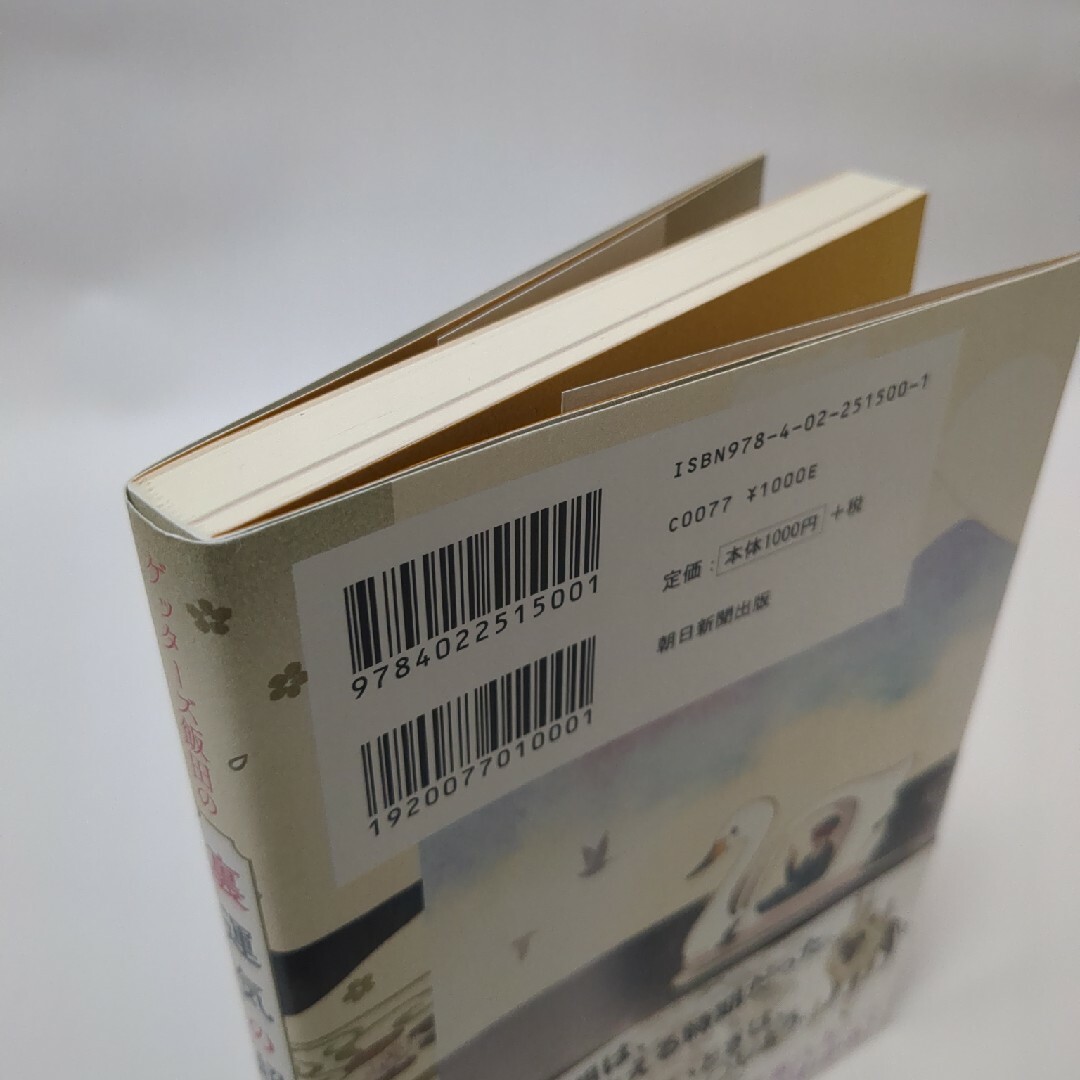 ISBN978-4-02-251500-1
C0077 ¥1000E
定価：本体1000円 +税
朝日新聞出版
9784022515001
1920077010001
ゲッターズ飯田の
裏運気の